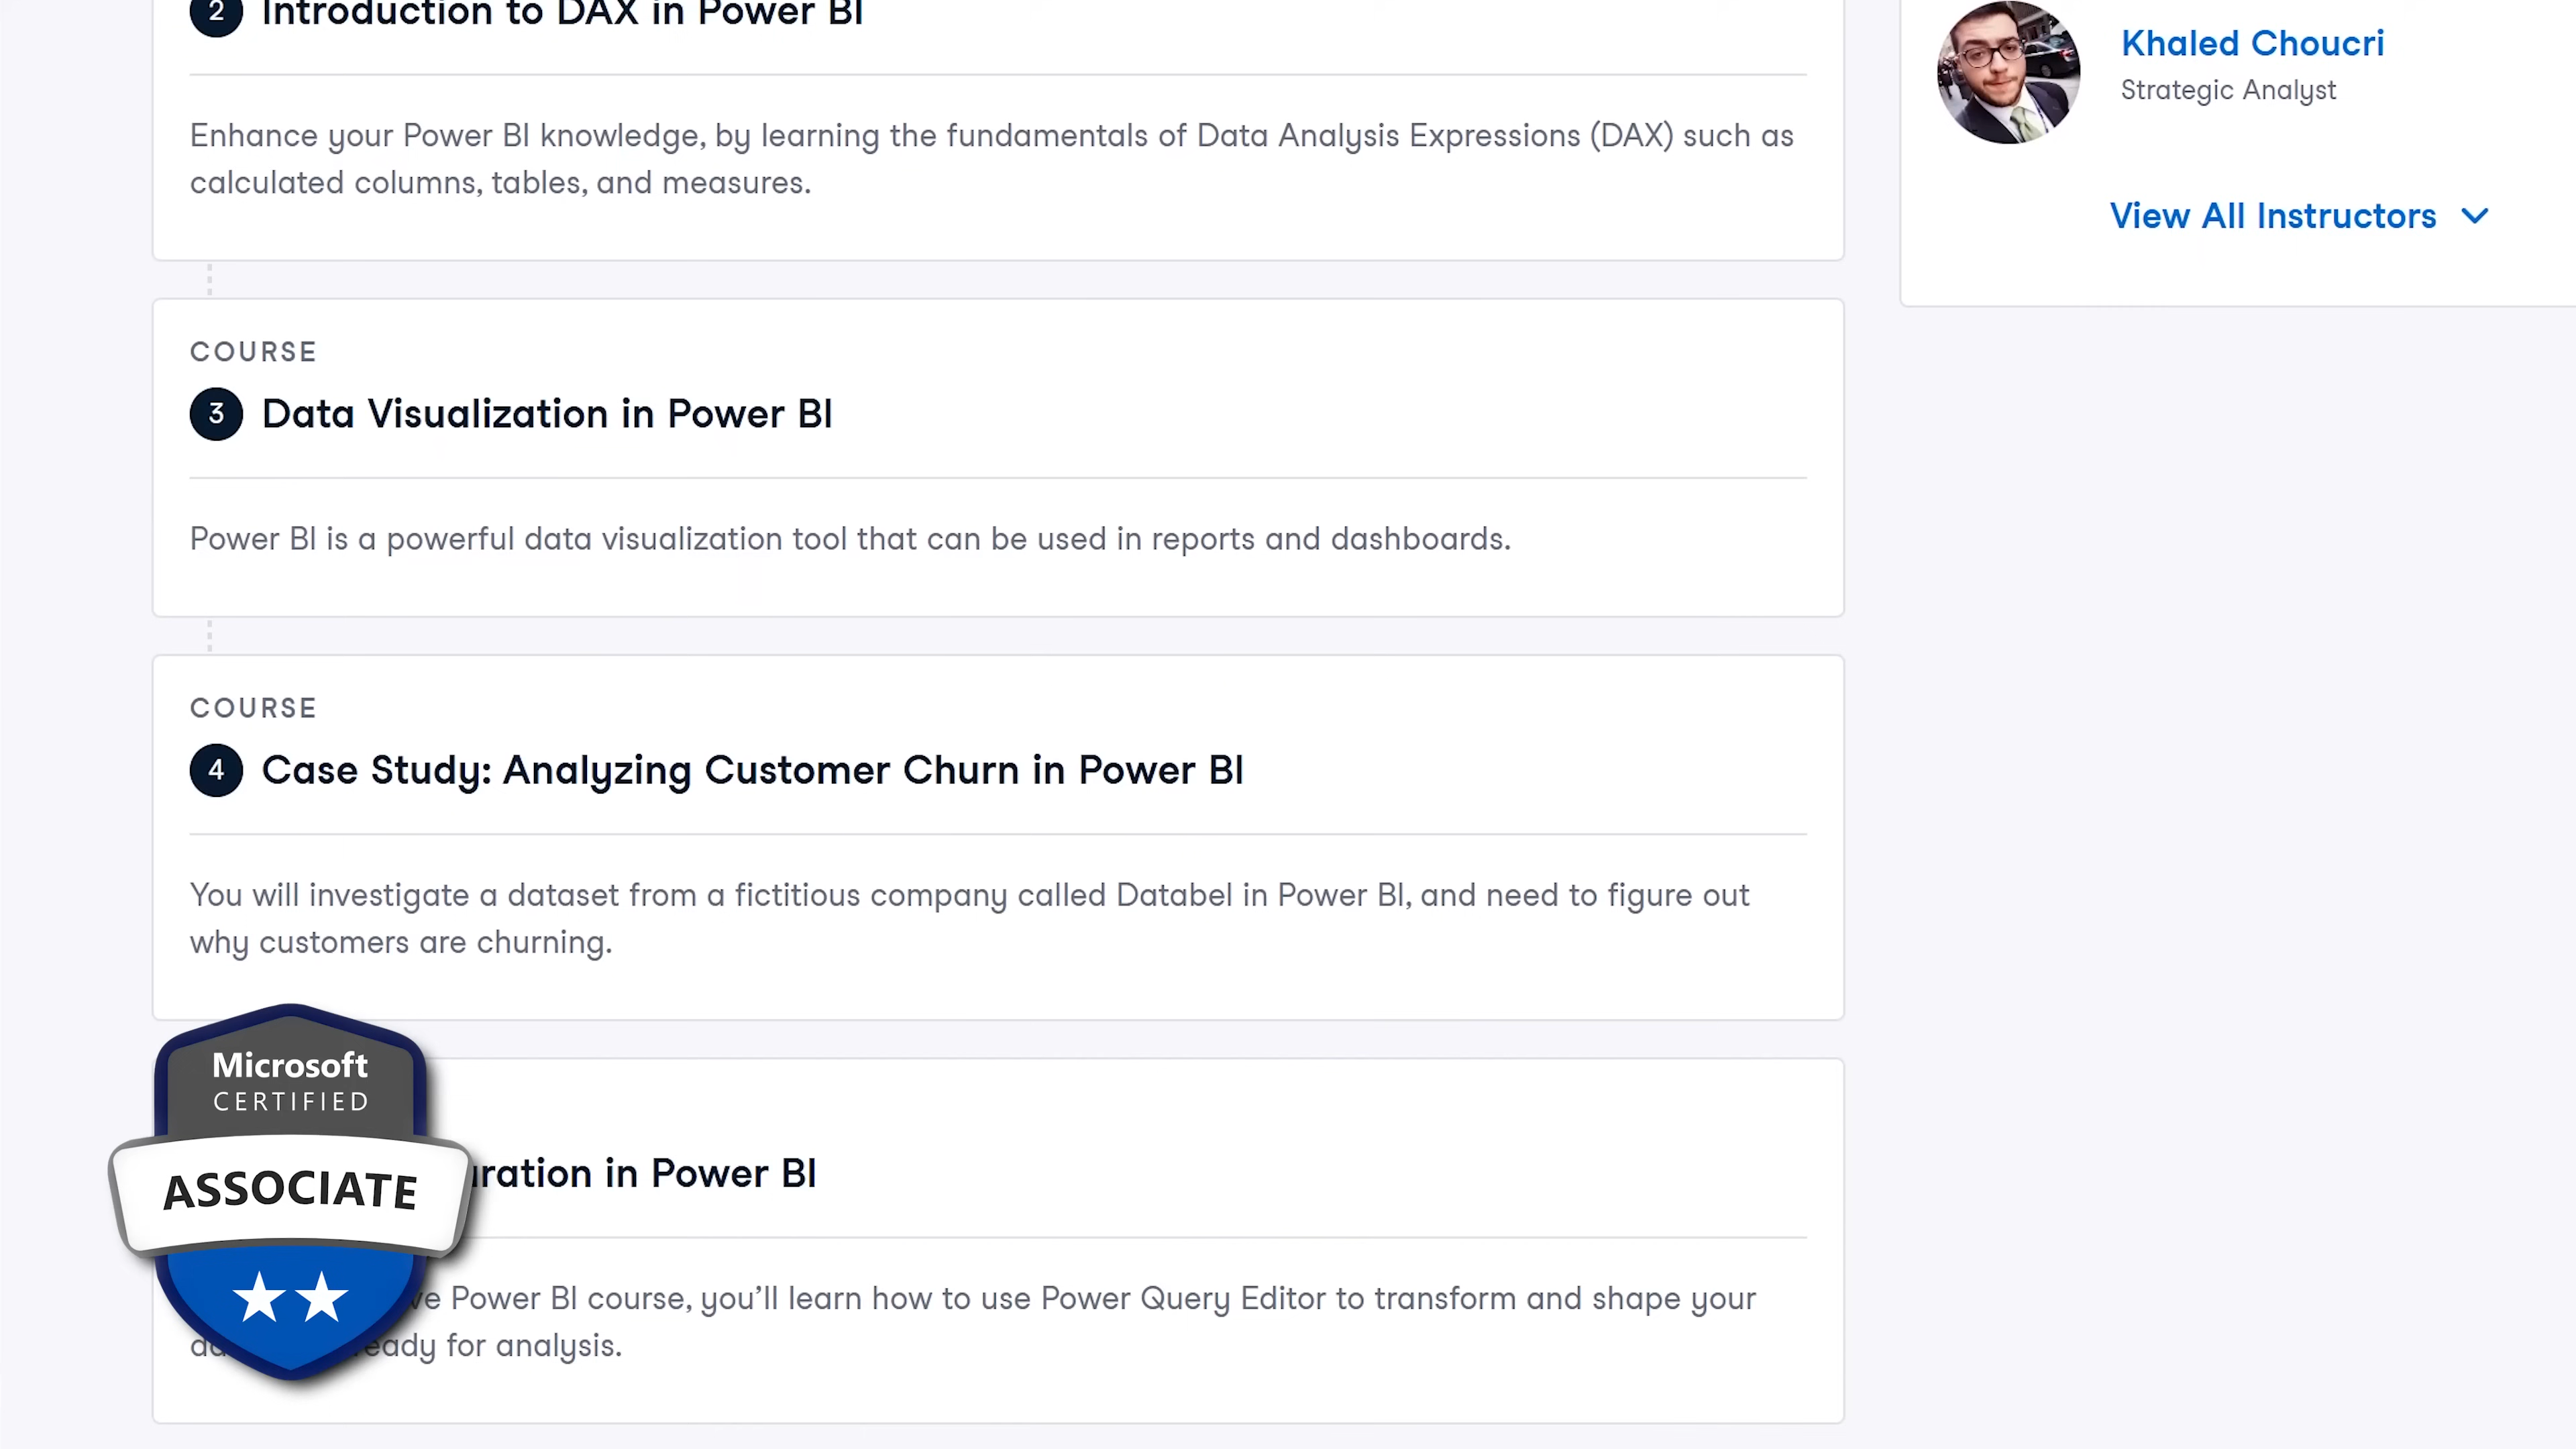 2 Introduction to DAX in Power BI
Enhance your Power BI knowledge, by learning the fundamentals of Data Analysis Expressions (DAX) such as
calculated columns, tables, and measures.
COURSE
3 Data Visualization in Power BI
Power BI is a powerful data visualization tool that can be used in reports and dashboards.
COURSE
4 Case Study: Analyzing Customer Churn in Power BI
You will investigate a dataset from a fictitious company called Databel in Power BI, and need to figure out
why customers are churning.
in Power BI
Power BI course, you’ll learn how to use Power Query Editor to transform and shape your
for analysis.
Microsoft
CERTIFIED
ASSOCIATE
Khaled Choucri
Strategic Analyst
View All Instructors